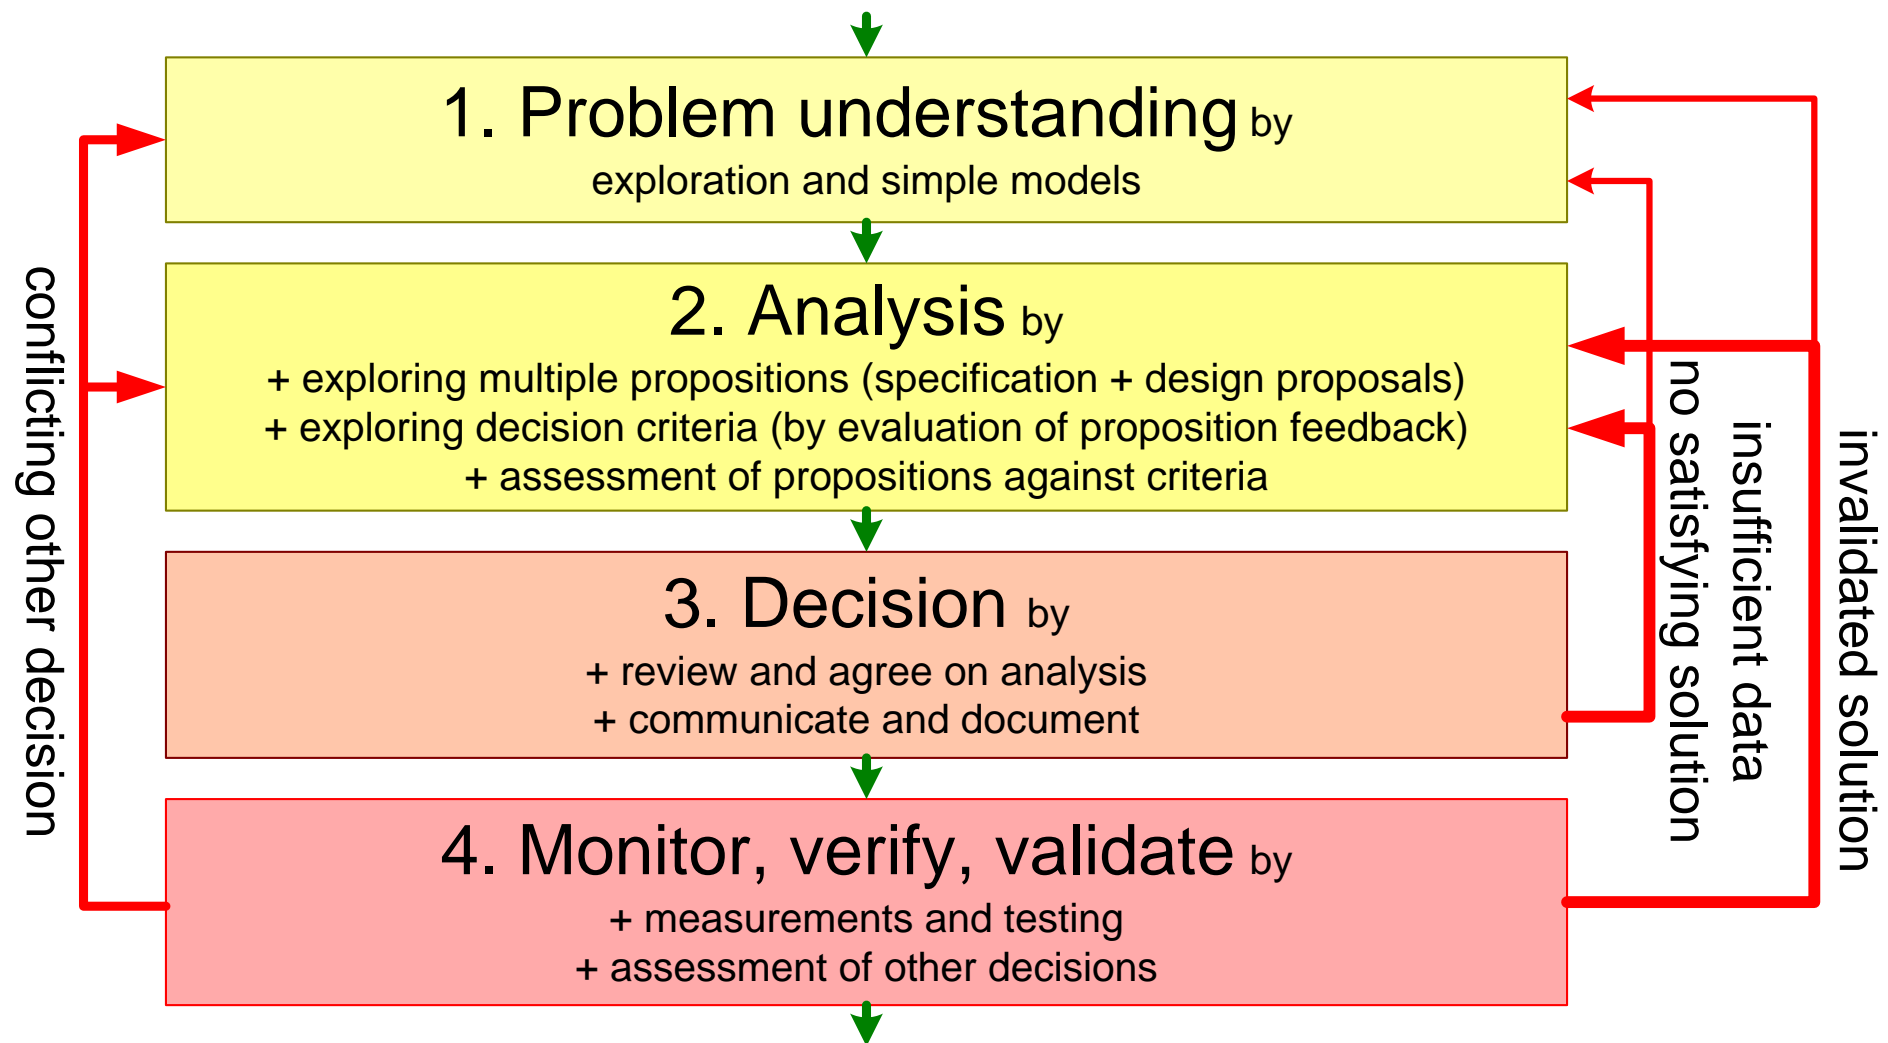 1. Problem understanding by
exploration and simple models
2. Analysis by
+ exploring multiple propositions (specification + design proposals)
+ exploring decision criteria (by evaluation of proposition feedback)
+ assessment of propositions against criteria
3. Decision by
+ review and agree on analysis
+ communicate and document
4. Monitor, verify, validate by
+ measurements and testing
+ assessment of other decisions
conflicting other decision
insufficient data
no satisfying solution
invalidated solution